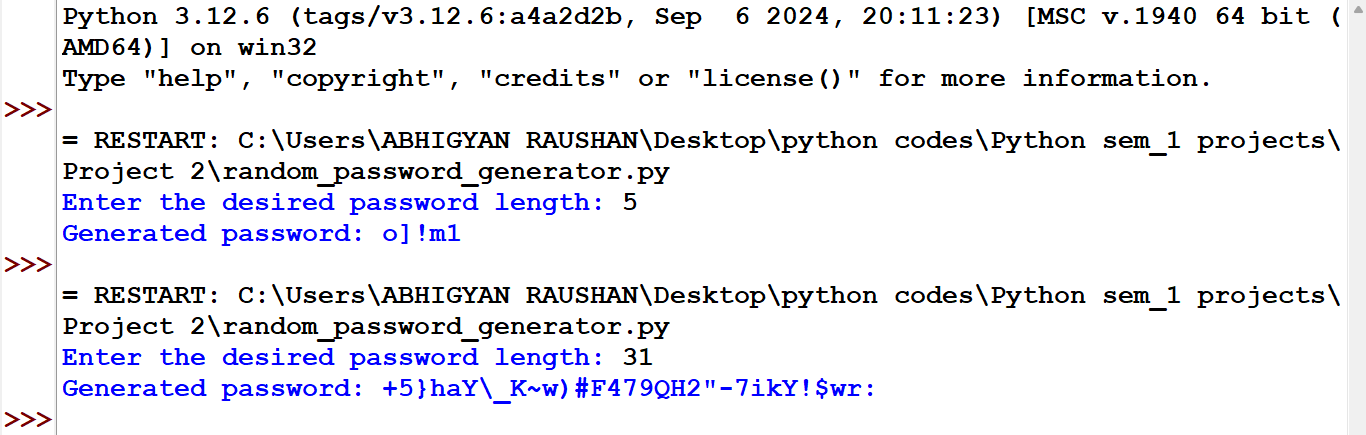 Python 3.12.6 (tags/v3.12.6:a4a2d2b, Sep  6 2024, 20:11:23) [MSC v.1940 64 bit (
AMD64)] on win32
Type "help", "copyright", "credits" or "license()" for more information.
>>>
= RESTART: C:\Users\ABHIGYAN RAUSHAN\Desktop\python codes\Python sem_1 projects\
Project 2\random_password_generator.py
Enter the desired password length: 5
Generated password: o]!m1
>>>
= RESTART: C:\Users\ABHIGYAN RAUSHAN\Desktop\python codes\Python sem_1 projects\
Project 2\random_password_generator.py
Enter the desired password length: 31
Generated password: +5}haY\_K~w)#F479QH2"-7ikY!$wr:
>>>